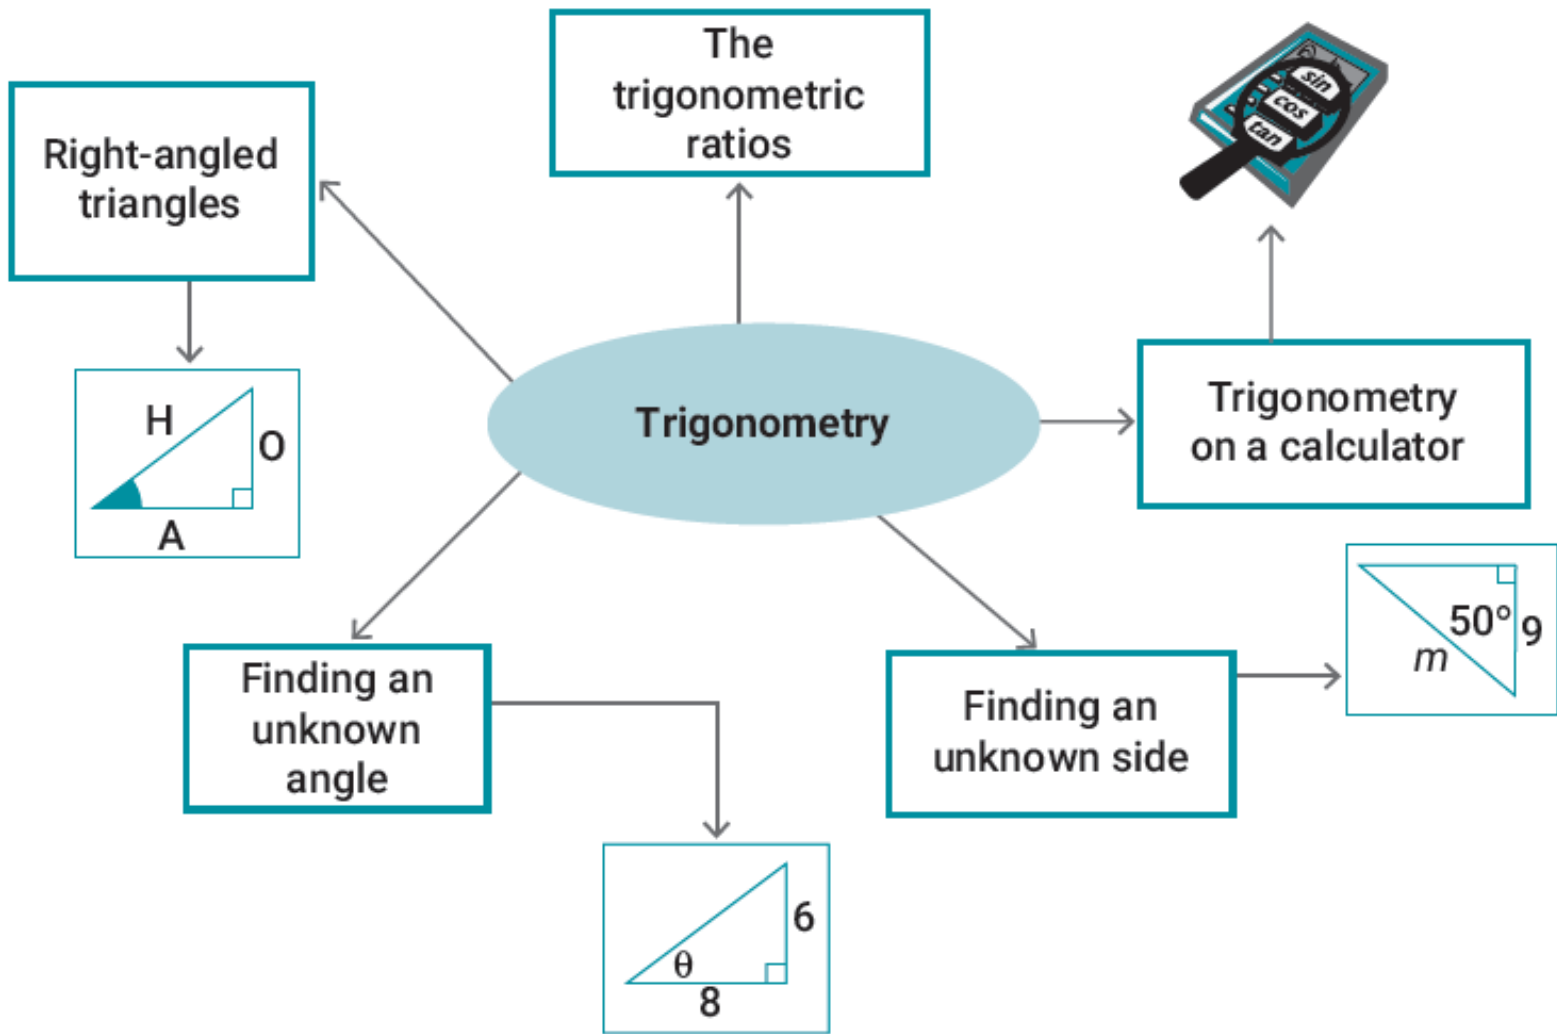 The
trigonometric
ratios
sin
cos
tan
Right-angled
triangles
H
O
A
Trigonometry
Trigonometry
on a calculator
50º
9
m
Finding an
unknown
angle
Finding an
unknown side
6
θ
8